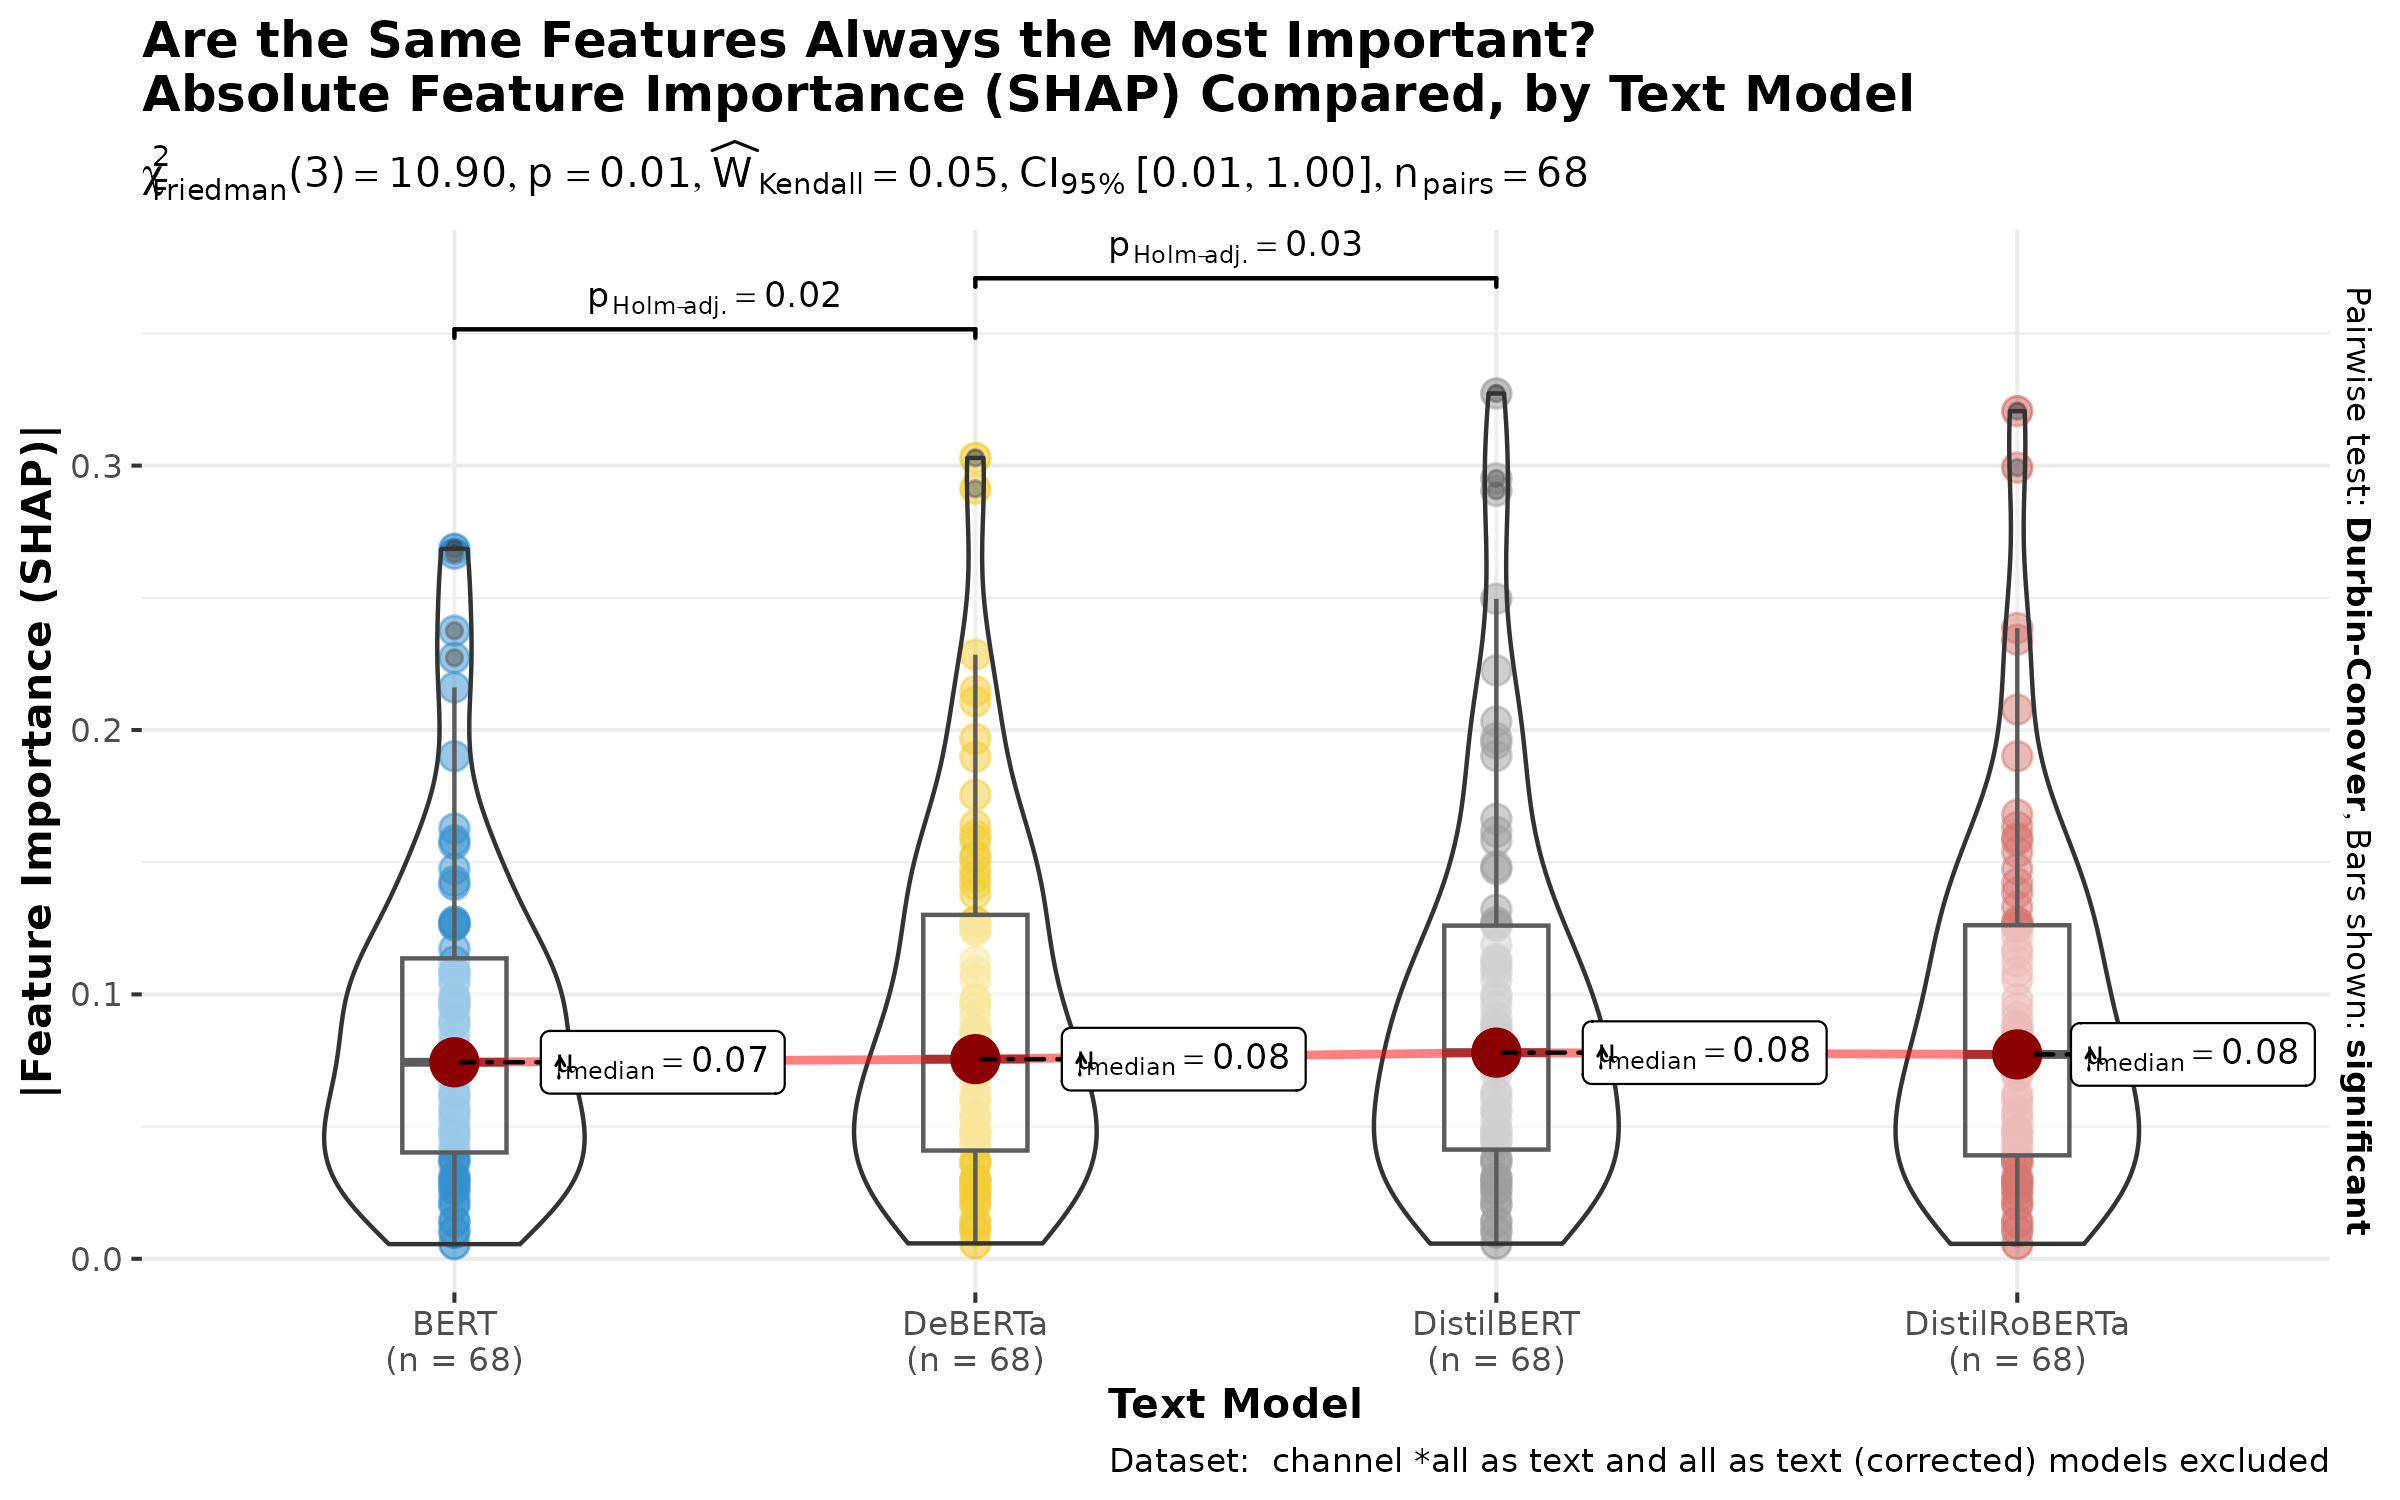 Are the Same Features Always the Most Important?
Absolute Feature Importance (SHAP) Compared, by Text Model
χ²Friedman(3) = 10.90, p = 0.01, ŴKendall = 0.05, CI95% [0.01, 1.00], npairs = 68
pHolm-adj. = 0.03
pHolm-adj. = 0.02
|Feature Importance (SHAP)|
0.3
0.2
0.1
0.0
μ̂median = 0.07
μ̂median = 0.08
μ̂median = 0.08
μ̂median = 0.08
Pairwise test: Durbin-Conover, Bars shown: significant
BERT
(n = 68)
DeBERTa
(n = 68)
DistilBERT
(n = 68)
DistilRoBERTa
(n = 68)
Text Model
Dataset:  channel *all as text and all as text (corrected) models excluded